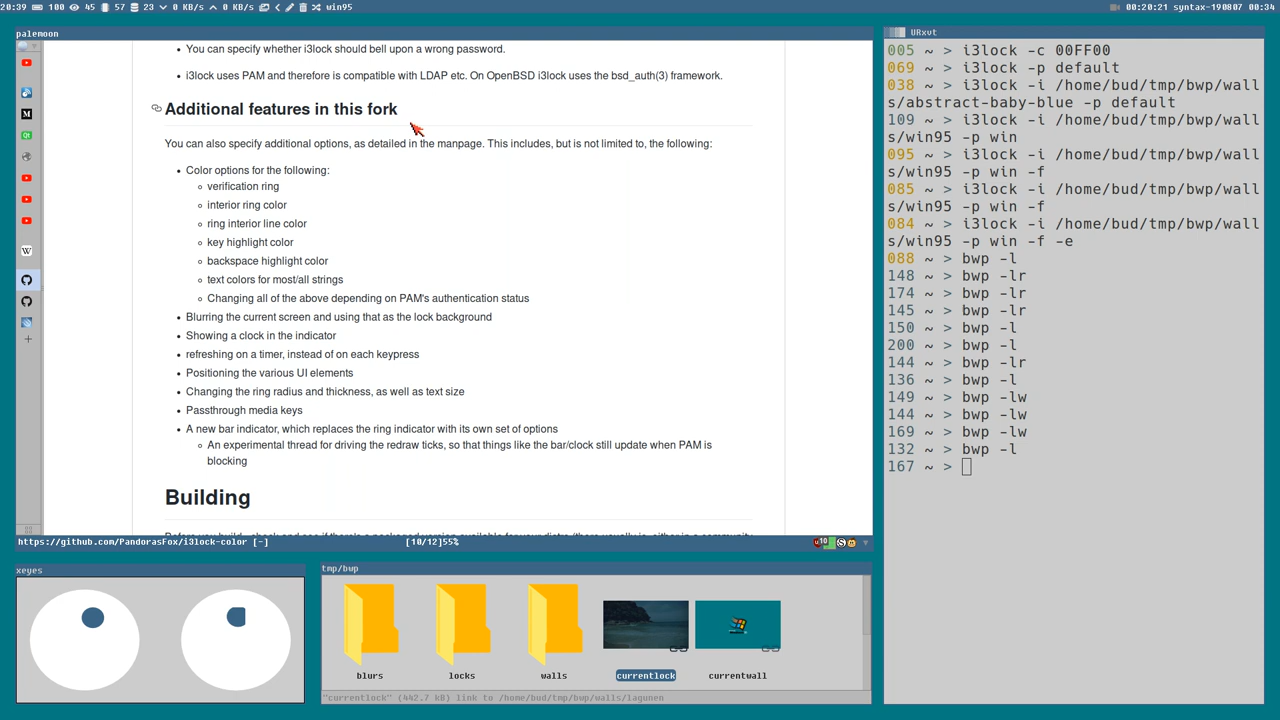 20:39 100 45 57 23 0 KB/s 0 KB/s win95
00:20:21 syntax-190807 00:34
palemoon
You can specify whether i3lock should bell upon a wrong password.
i3lock uses PAM and therefore is compatible with LDAP etc. On OpenBSD i3lock uses the bsd_auth(3) framework.
Additional features in this fork
You can also specify additional options, as detailed in the manpage. This includes, but is not limited to, the following:
Color options for the following:
verification ring
interior ring color
ring interior line color
key highlight color
backspace highlight color
text colors for most/all strings
Changing all of the above depending on PAM's authentication status
Blurring the current screen and using that as the lock background
Showing a clock in the indicator
refreshing on a timer, instead of on each keypress
Positioning the various UI elements
Changing the ring radius and thickness, as well as text size
Passthrough media keys
A new bar indicator, which replaces the ring indicator with its own set of options
An experimental thread for driving the redraw ticks, so that things like the bar/clock still update when PAM is
blocking
Building
https://github.com/PandorasFox/i3lock-color [-] [10/12]55%
URxvt
005 ~ > i3lock -c 00FF00
069 ~ > i3lock -p default
038 ~ > i3lock -i /home/bud/tmp/bwp/wall
s/abstract-baby-blue -p default
109 ~ > i3lock -i /home/bud/tmp/bwp/wall
s/win95 -p win
095 ~ > i3lock -i /home/bud/tmp/bwp/wall
s/win95 -p win -f
085 ~ > i3lock -i /home/bud/tmp/bwp/wall
s/win95 -p win -f
084 ~ > i3lock -i /home/bud/tmp/bwp/wall
s/win95 -p win -f -e
088 ~ > bwp -l
148 ~ > bwp -lr
174 ~ > bwp -lr
145 ~ > bwp -lr
150 ~ > bwp -l
200 ~ > bwp -l
144 ~ > bwp -lr
136 ~ > bwp -l
149 ~ > bwp -lw
144 ~ > bwp -lw
169 ~ > bwp -lw
132 ~ > bwp -l
167 ~ >
xeyes
tmp/bwp
blurs locks walls currentlock currentwall
"currentlock" (442.7 kB) link to /home/bud/tmp/bwp/walls/lagunen